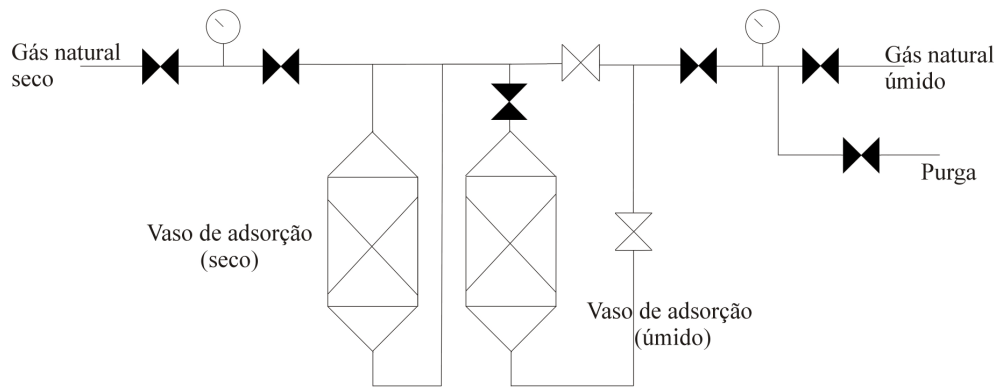 Gás natural
seco
Gás natural
úmido
Purga
Vaso de adsorção
(seco)
Vaso de adsorção
(úmido)